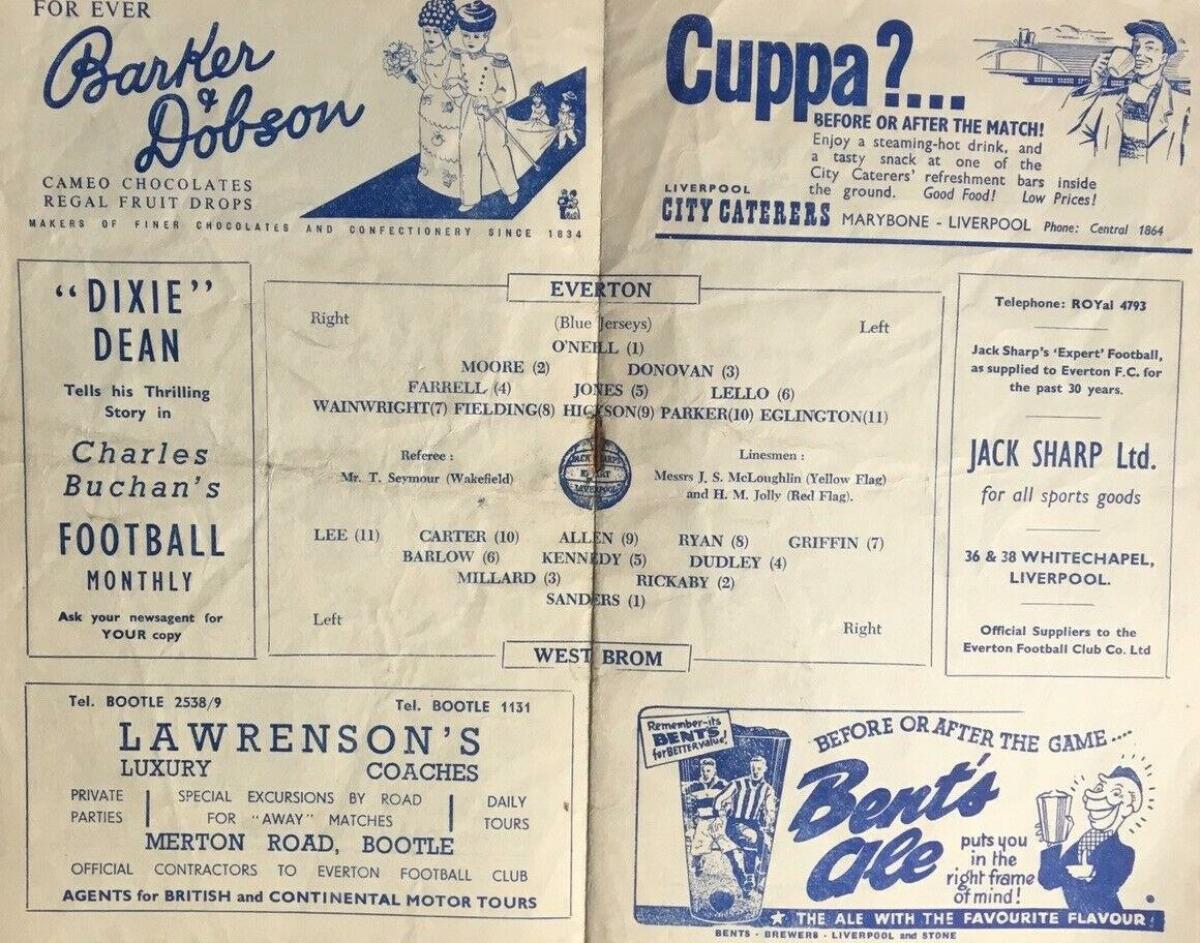 FOR EVER
Barker
&
Dobson
CAMEO CHOCOLATES
REGAL FRUIT DROPS
MAKERS OF FINER CHOCOLATES AND CONFECTIONERY SINCE 1834
Cuppa?...
BEFORE OR AFTER THE MATCH!
Enjoy a steaming-hot drink, and
a tasty snack at one of the
City Caterers' refreshment bars inside
the ground. Good Food! Low Prices!
LIVERPOOL
CITY CATERERS MARYBONE - LIVERPOOL Phone: Central 1864
"DIXIE"
DEAN
Tells his Thrilling
Story in
Charles
Buchan's
FOOTBALL
MONTHLY
Ask your newsagent for
YOUR copy
EVERTON
Right (Blue Jerseys) Left
O'NEILL (1)
MOORE (2) DONOVAN (3)
FARRELL (4) JONES (5) LELLO (6)
WAINWRIGHT(7) FIELDING(8) HICKSON(9) PARKER(10) EGLINGTON(11)
Referee :
Mr. T. Seymour (Wakefield)
JACK SHARP'S
LIVERPOOL
Linesmen :
Messrs J. S. McLoughlin (Yellow Flag)
and H. M. Jolly (Red Flag).
LEE (11) CARTER (10) ALLEN (9) RYAN (8) GRIFFIN (7)
BARLOW (6) KENNEDY (5) DUDLEY (4)
MILLARD (3) RICKABY (2)
SANDERS (1)
Left Right
WEST BROM
Telephone: ROYal 4793
Jack Sharp's 'Expert' Football,
as supplied to Everton F.C. for
the past 30 years.
JACK SHARP Ltd.
for all sports goods
36 & 38 WHITECHAPEL,
LIVERPOOL.
Official Suppliers to the
Everton Football Club Co. Ltd
Tel. BOOTLE 2538/9 Tel. BOOTLE 1131
LAWRENSON'S
LUXURY COACHES
PRIVATE
PARTIES
SPECIAL EXCURSIONS BY ROAD
FOR "AWAY" MATCHES
DAILY
TOURS
MERTON ROAD, BOOTLE
OFFICIAL CONTRACTORS TO EVERTON FOOTBALL CLUB
AGENTS for BRITISH and CONTINENTAL MOTOR TOURS
Remember-its
BENTS
for BETTER value!
BEFORE OR AFTER THE GAME....
Bent's
Ale
puts you
in the
right frame
of mind!
★ THE ALE WITH THE FAVOURITE FLAVOUR!
BENTS - BREWERS - LIVERPOOL and STONE